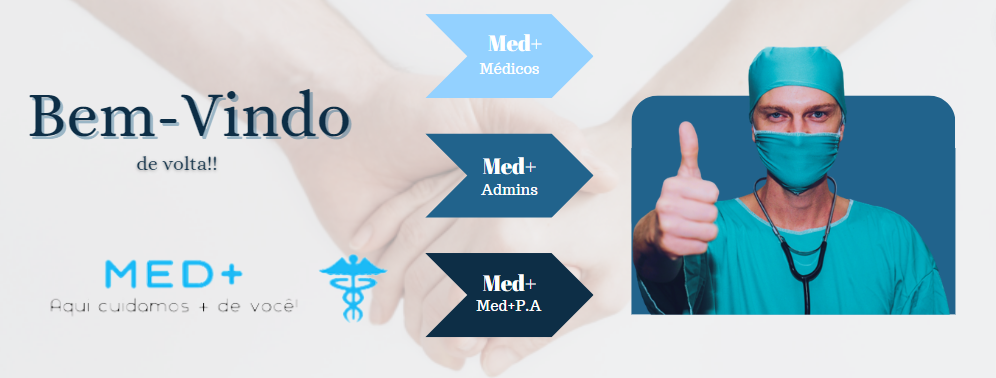 Bem-Vindo
de volta!!
MED+
Aqui cuidamos + de você!
Med+
Médicos
Med+
Admins
Med+
Med+P.A